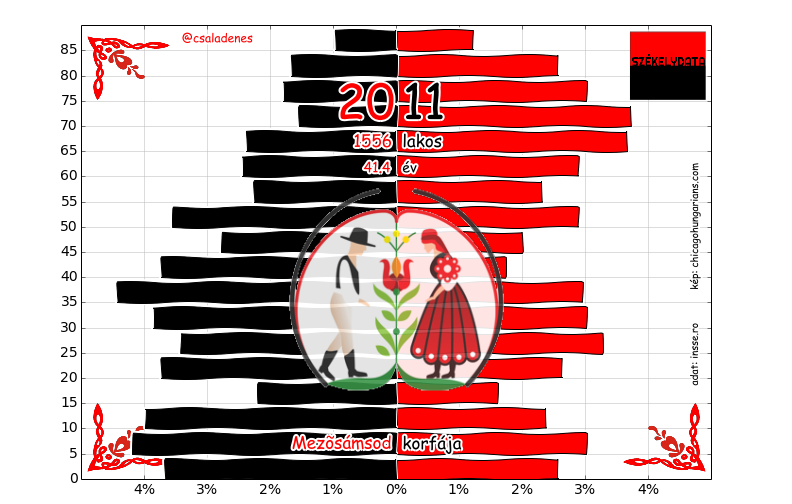 @csaladenes
SZÉKELYDATA
2011
1556 lakos
41,4 év
kép: chicagohungarians.com
adat: insse.ro
Mezõsámsod korfája
85
80
75
70
65
60
55
50
45
40
35
30
25
20
15
10
5
0
4% 3% 2% 1% 0% 1% 2% 3% 4%